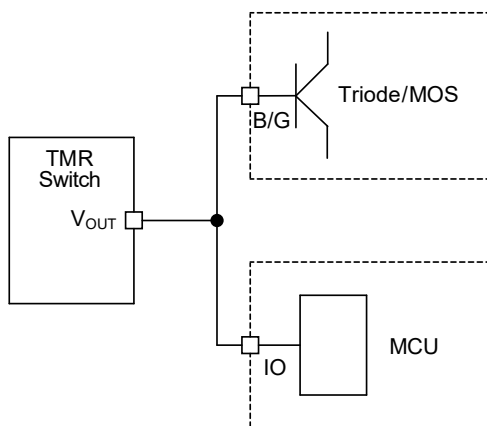 Triode/MOS
B/G
TMR
Switch
VOUT
MCU
IO